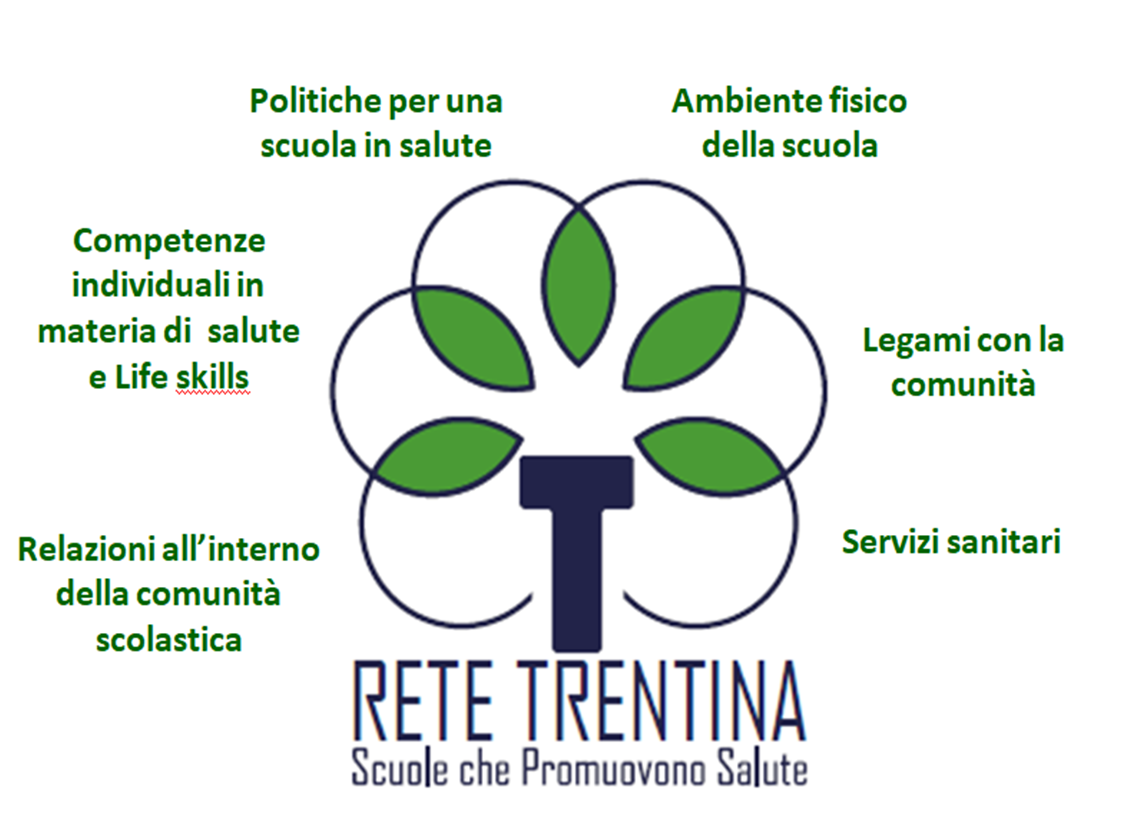 Politiche per una
scuola in salute
Ambiente fisico
della scuola
Competenze
individuali in
materia di  salute
e Life skills
Legami con la
comunità
Relazioni all’interno
della comunità
scolastica
Servizi sanitari
T
RETE TRENTINA
Scuole che Promuovono Salute